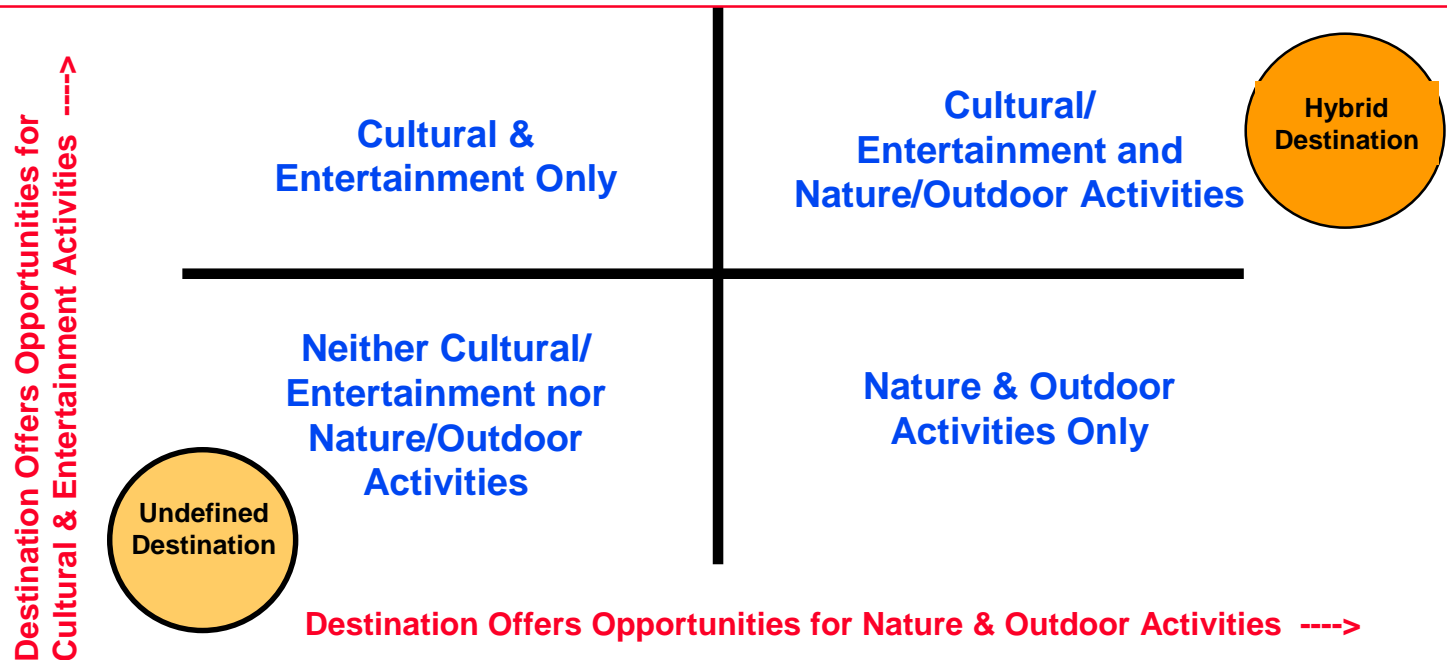 Destination Offers Opportunities for
Cultural & Entertainment Activities ---->
Cultural &
Entertainment Only
Cultural/
Entertainment and
Nature/Outdoor Activities
Hybrid
Destination
Neither Cultural/
Entertainment nor
Nature/Outdoor
Activities
Nature & Outdoor
Activities Only
Undefined
Destination
Destination Offers Opportunities for Nature & Outdoor Activities ---->